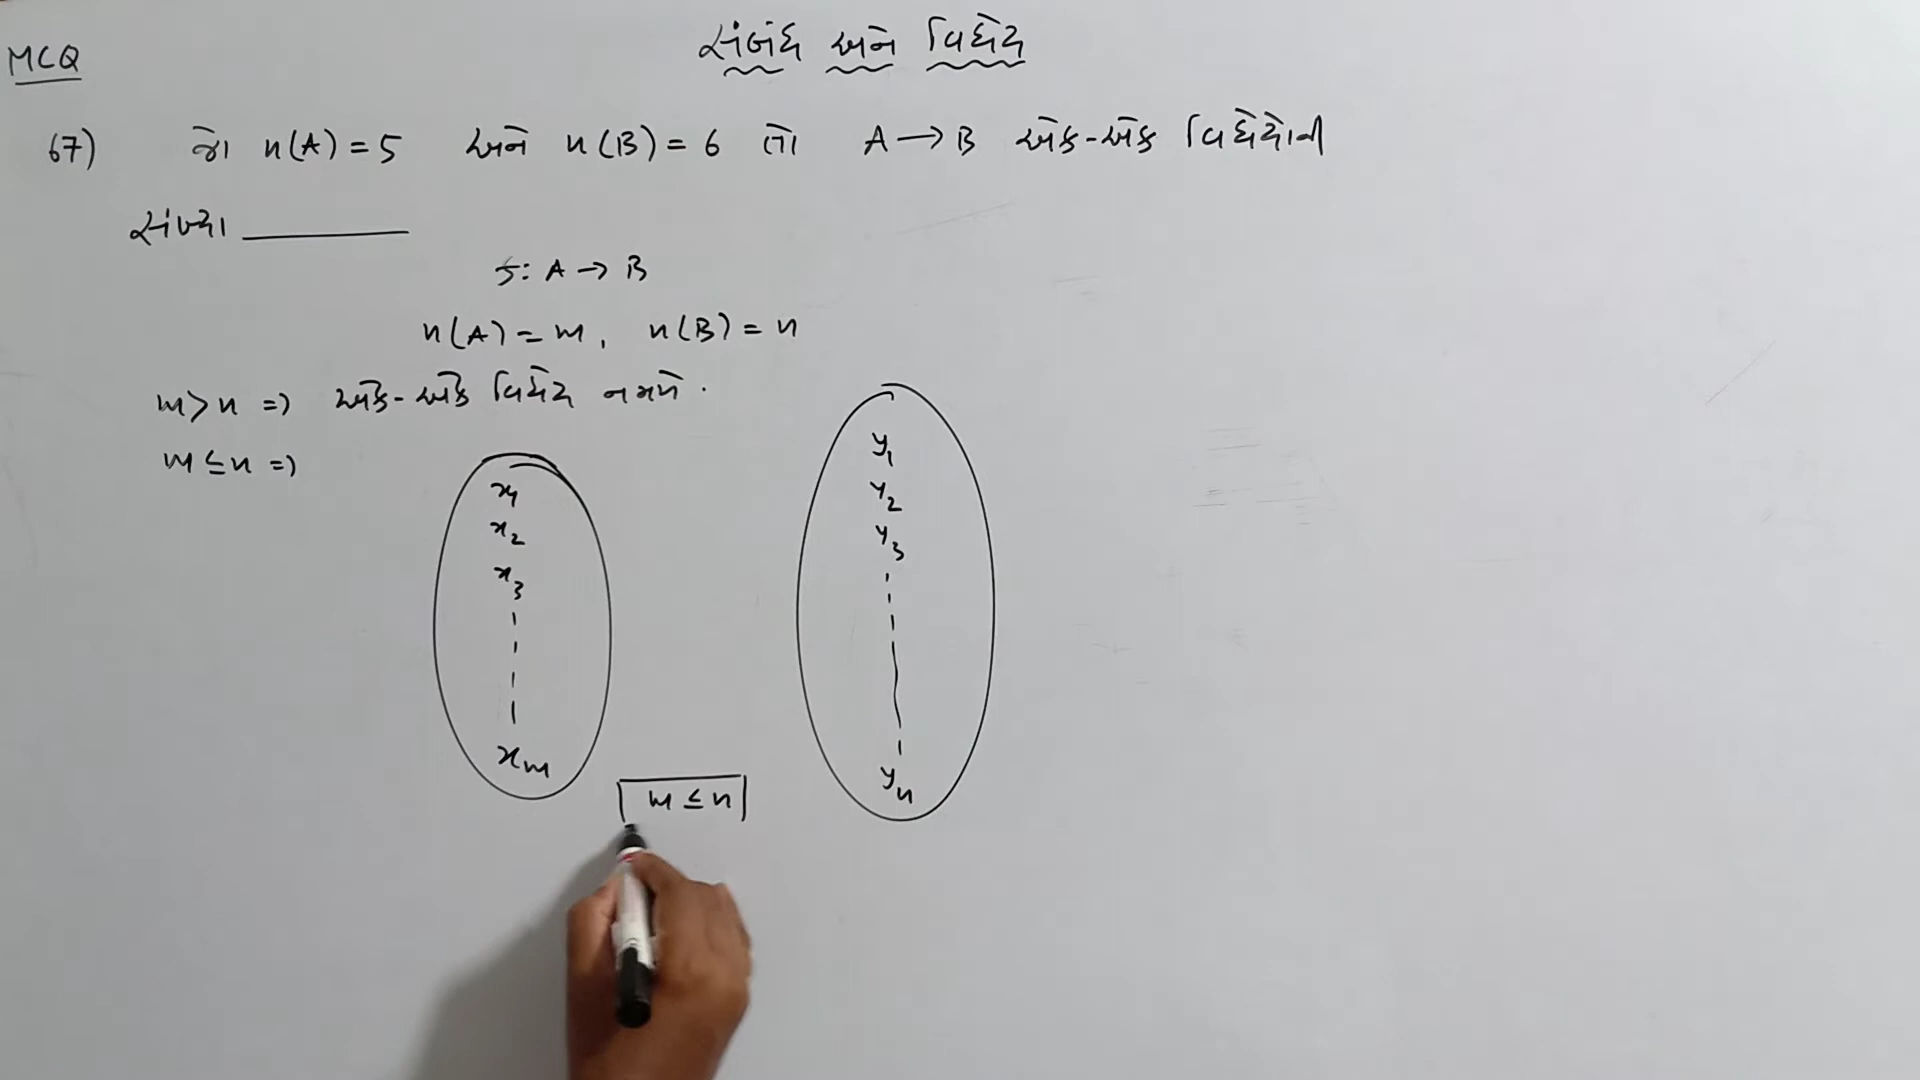 MCQ
સંબંધ અને વિધેય
67) જો n(A) = 5 અને n(B) = 6 તો A → B એક-એક વિધેયોની
સંખ્યા ______
f: A → B
n(A) = m, n(B) = n
m > n ⇒ એક-એક વિધેય ન મળે.
m ≤ n ⇒
x₁
x₂
x₃
xₘ
y₁
y₂
y₃
yₙ
m ≤ n